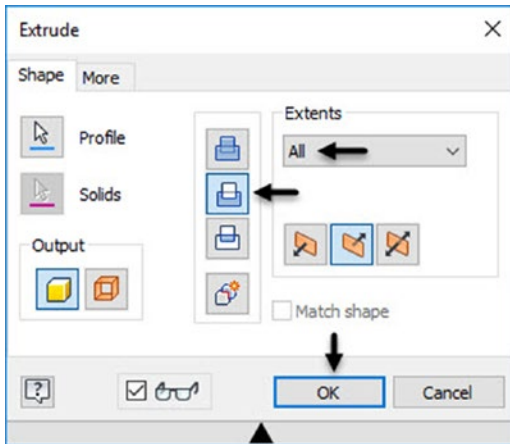 Extrude
Shape More
Extents
Profile
All
Solids
Output
Match shape
OK Cancel